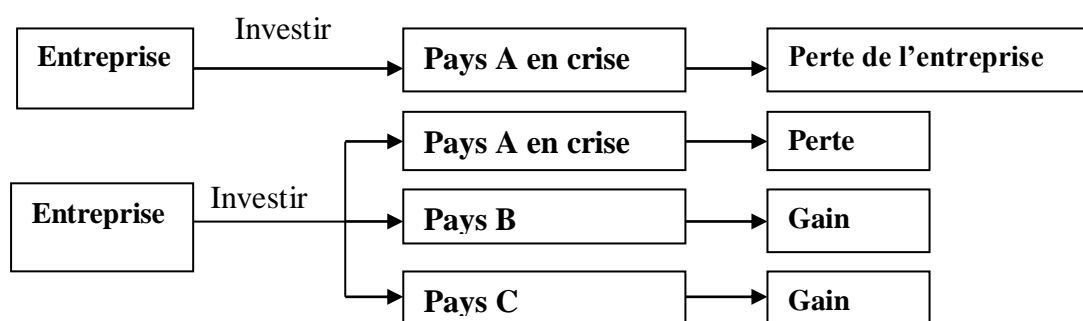 Investir
Entreprise
Pays A en crise
Perte de l’entreprise
Pays A en crise
Perte
Entreprise
Investir
Pays B
Gain
Pays C
Gain